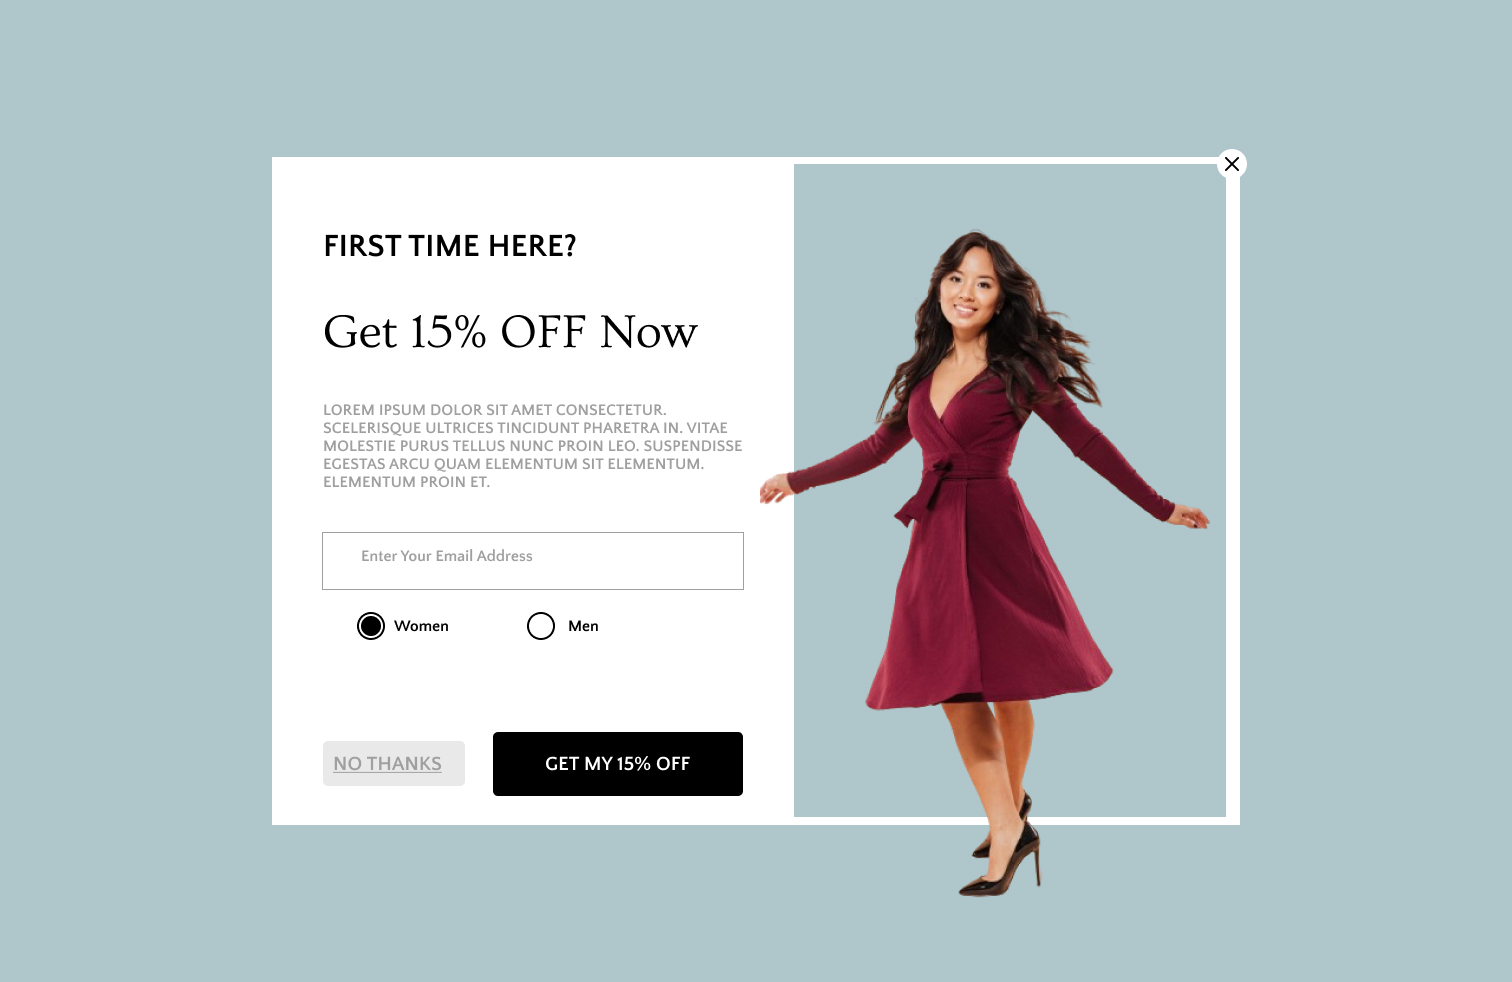 FIRST TIME HERE?
Get 15% OFF Now
LOREM IPSUM DOLOR SIT AMET CONSECTETUR.
SCELERISQUE ULTRICES TINCIDUNT PHARETRA IN. VITAE
MOLESTIE PURUS TELLUS NUNC PROIN LEO. SUSPENDISSE
EGESTAS ARCU QUAM ELEMENTUM SIT ELEMENTUM.
ELEMENTUM PROIN ET.
Enter Your Email Address
Women Men
NO THANKS GET MY 15% OFF